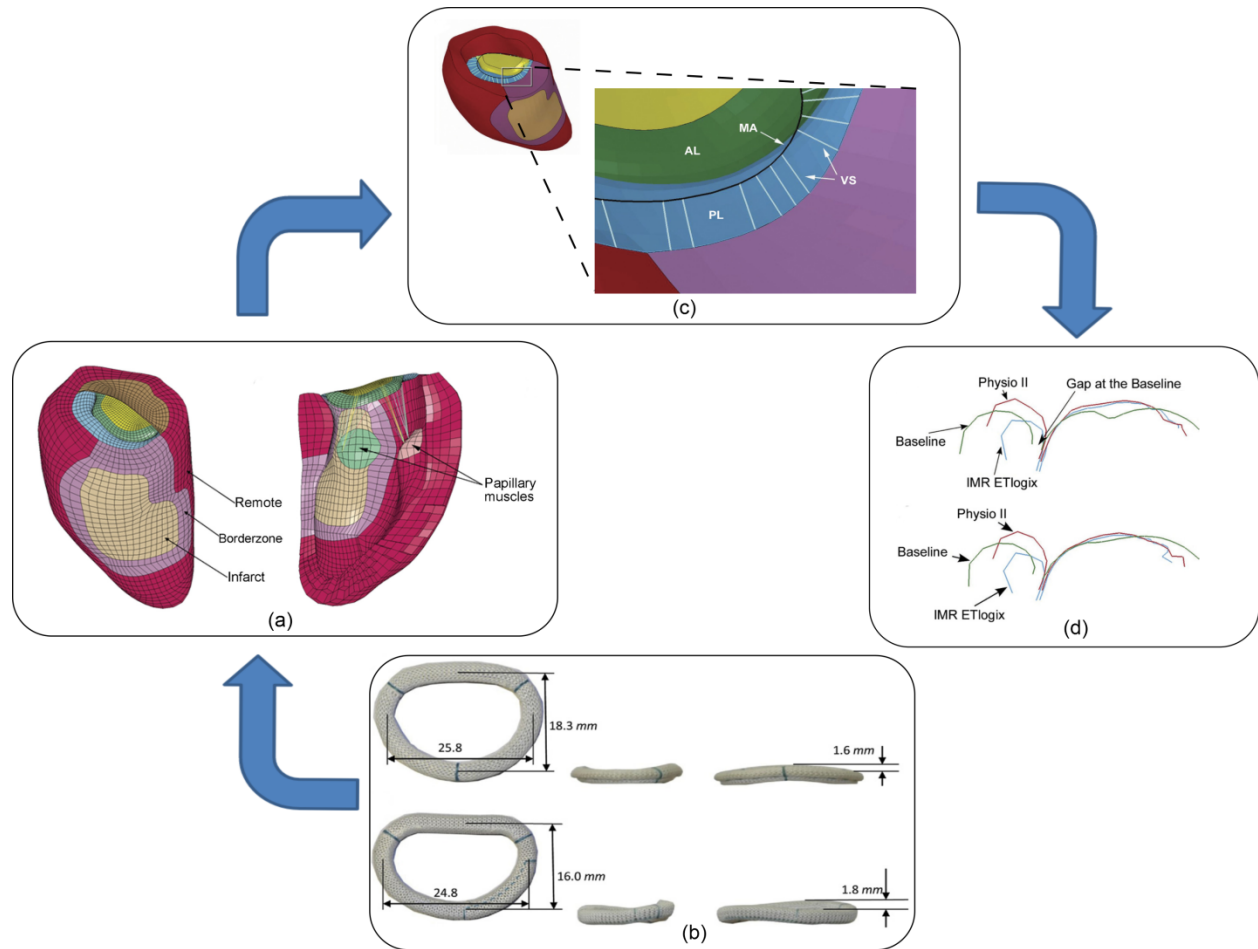 MA
AL
VS
PL
(c)
Remote
Borderzone
Infarct
Papillary
muscles
(a)
Physio II
Gap at the Baseline
Baseline
IMR ETlogix
Physio II
Baseline
IMR ETlogix
(d)
18.3 mm
25.8
1.6 mm
16.0 mm
24.8
1.8 mm
(b)